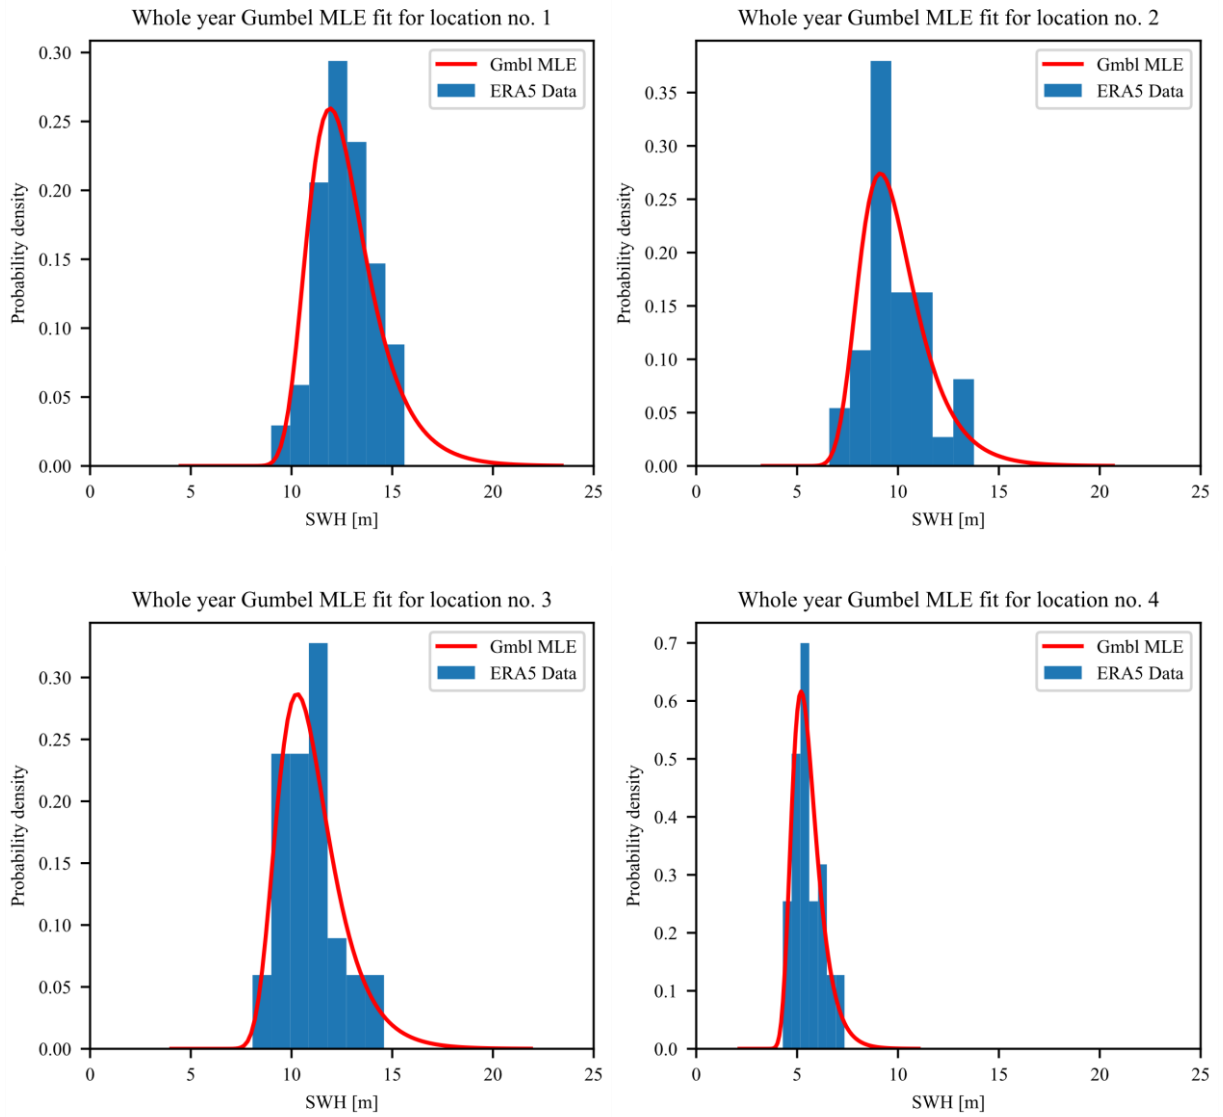 Whole year Gumbel MLE fit for location no. 1
Gmbl MLE
ERA5 Data
Probability density
0.30
0.25
0.20
0.15
0.10
0.05
0.00
0 5 10 15 20 25
SWH [m]
Whole year Gumbel MLE fit for location no. 2
Gmbl MLE
ERA5 Data
Probability density
0.35
0.30
0.25
0.20
0.15
0.10
0.05
0.00
0 5 10 15 20 25
SWH [m]
Whole year Gumbel MLE fit for location no. 3
Gmbl MLE
ERA5 Data
Probability density
0.30
0.25
0.20
0.15
0.10
0.05
0.00
0 5 10 15 20 25
SWH [m]
Whole year Gumbel MLE fit for location no. 4
Gmbl MLE
ERA5 Data
Probability density
0.7
0.6
0.5
0.4
0.3
0.2
0.1
0.0
0 5 10 15 20 25
SWH [m]